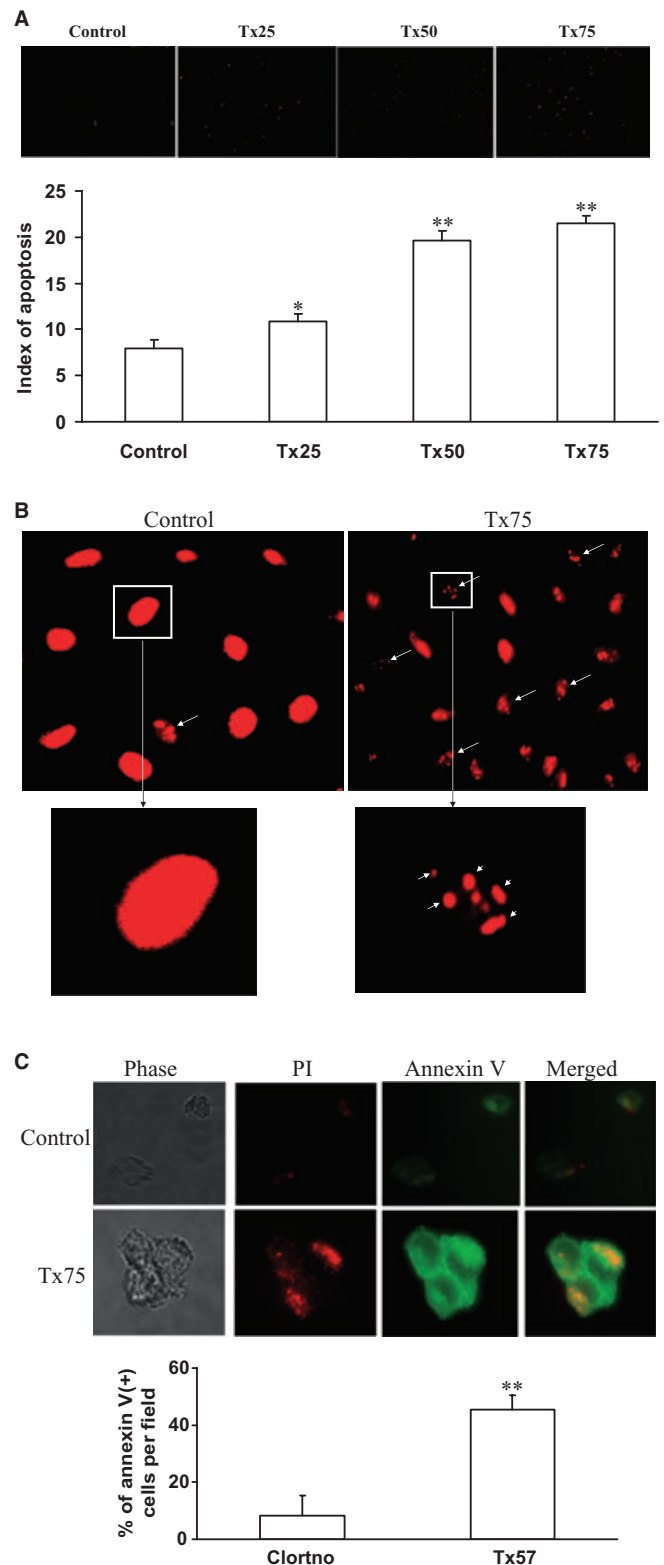 A
Control Tx25 Tx50 Tx75
25
20
15
10
5
0
Index of apoptosis
* ** **
Control Tx25 Tx50 Tx75
B
Control Tx75
C
Phase PI Annexin V Merged
Control
Tx75
60
40
20
0
% of annexin V(+)
cells per field
**
Clortno Tx57